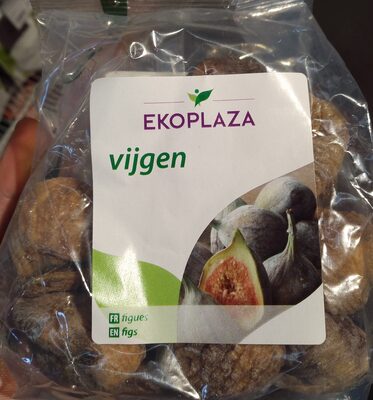 EKOPLAZA
vijgen
FR figues
EN figs